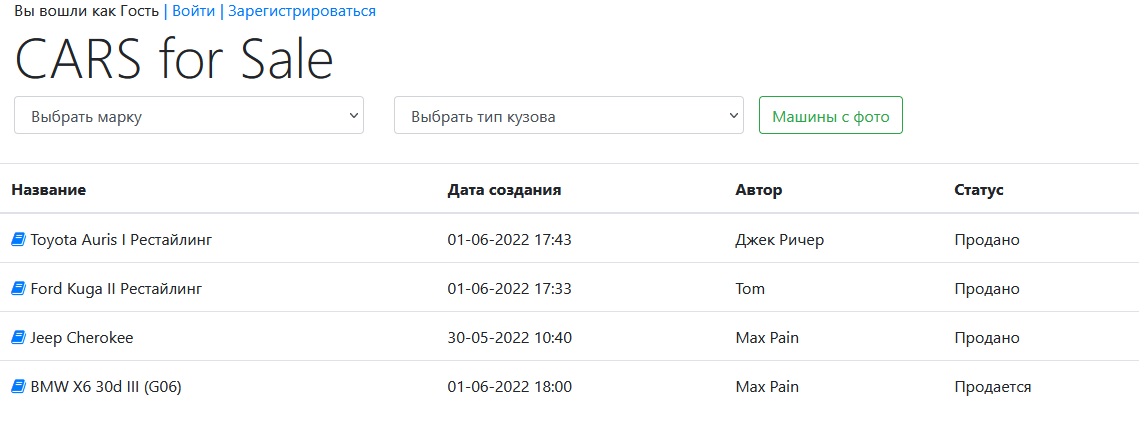 Вы вошли как Гость | Войти | Зарегистрироваться
CARS for Sale
Выбрать марку Выбрать тип кузова Машины с фото
Название Дата создания Автор Статус
Toyota Auris I Рестайлинг 01-06-2022 17:43 Джек Ричер Продано
Ford Kuga II Рестайлинг 01-06-2022 17:33 Tom Продано
Jeep Cherokee 30-05-2022 10:40 Max Pain Продано
BMW X6 30d III (G06) 01-06-2022 18:00 Max Pain Продается